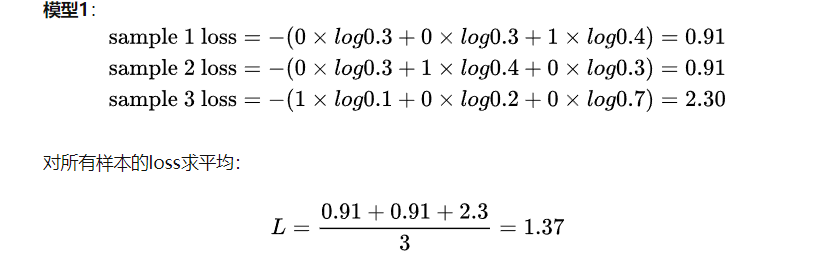 模型1:
sample 1 loss = −(0 × log0.3 + 0 × log0.3 + 1 × log0.4) = 0.91
sample 2 loss = −(0 × log0.3 + 1 × log0.4 + 0 × log0.3) = 0.91
sample 3 loss = −(1 × log0.1 + 0 × log0.2 + 0 × log0.7) = 2.30
对所有样本的loss求平均:
L = \frac{0.91 + 0.91 + 2.3}{3} = 1.37